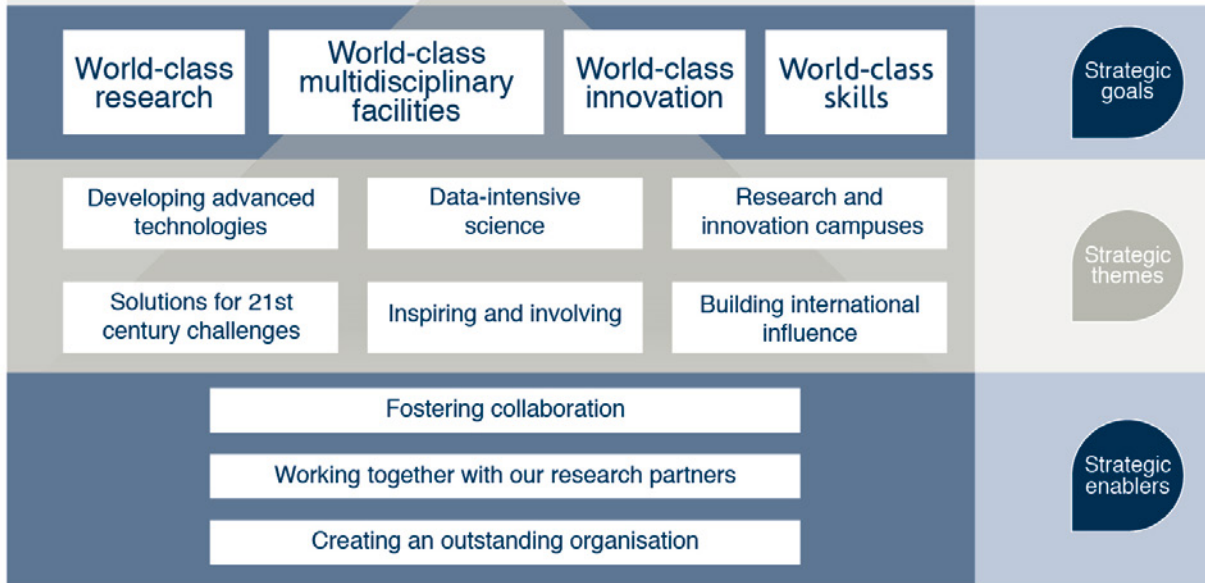 World-class
research
World-class
multidisciplinary
facilities
World-class
innovation
World-class
skills
Strategic
goals
Developing advanced
technologies
Data-intensive
science
Research and
innovation campuses
Solutions for 21st
century challenges
Inspiring and involving
Building international
influence
Strategic
themes
Fostering collaboration
Working together with our research partners
Creating an outstanding organisation
Strategic
enablers